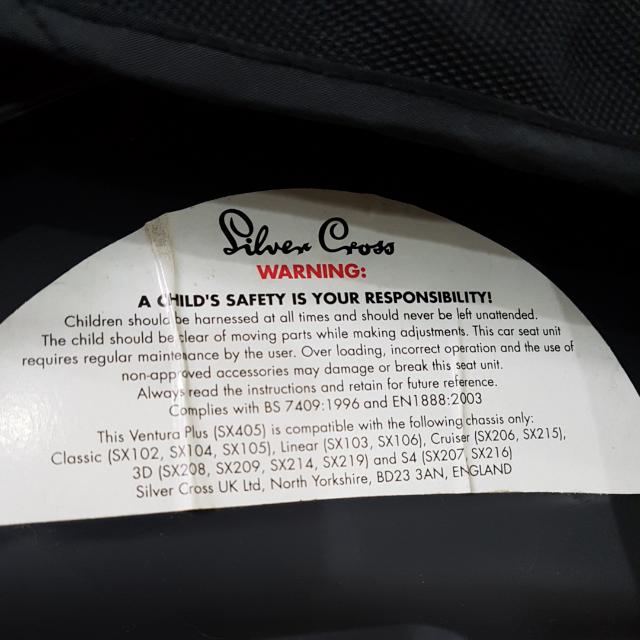 Silver Cross
WARNING:
A CHILD'S SAFETY IS YOUR RESPONSIBILITY!
Children should be harnessed at all times and should never be left unattended.
The child should be clear of moving parts while making adjustments. This car seat unit
requires regular maintenance by the user. Over loading, incorrect operation and the use of
non-approved accessories may damage or break this seat unit.
Always read the instructions and retain for future reference.
Complies with BS 7409:1996 and EN1888:2003
This Ventura Plus (SX405) is compatible with the following chassis only:
Classic (SX102, SX104, SX105), Linear (SX103, SX106), Cruiser (SX206, SX215),
3D (SX208, SX209, SX214, SX219) and S4 (SX207, SX216)
Silver Cross UK Ltd, North Yorkshire, BD23 3AN, ENGLAND